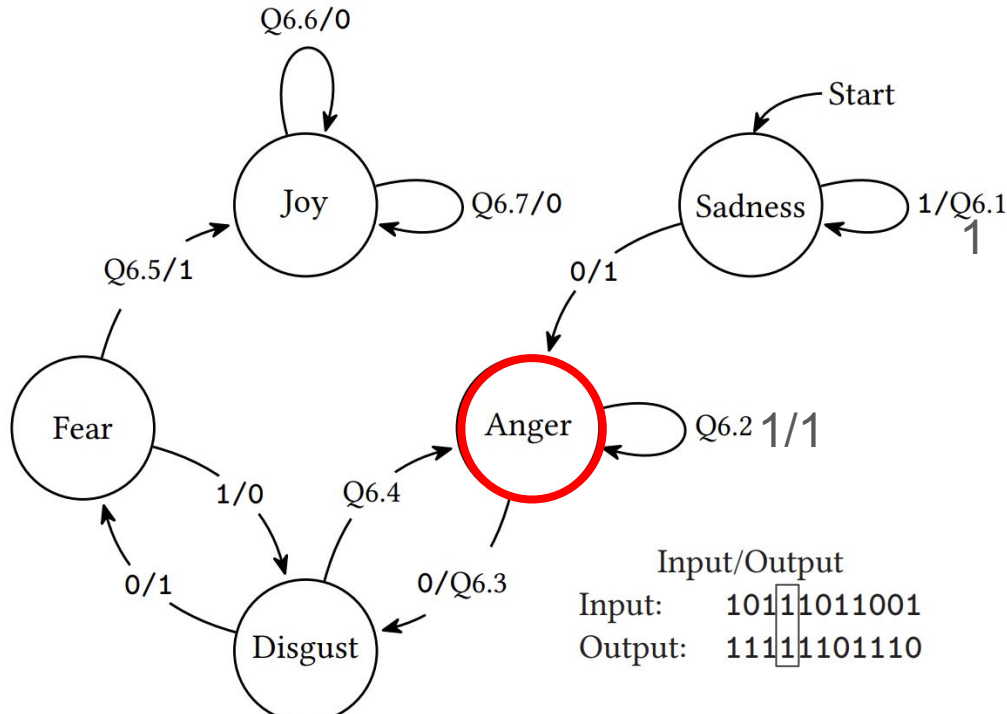 Q6.6/0
Start
Joy
Q6.7/0
Sadness
1/Q6.1
1
Q6.5/1
0/1
Fear
Anger
Q6.2 1/1
1/0
Q6.4
0/1
0/Q6.3
Disgust
Input/Output
Input: 10111011001
Output: 11111101110